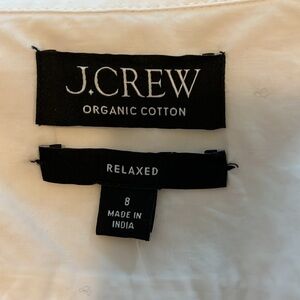 J.CREW
ORGANIC COTTON
RELAXED
8
MADE IN
INDIA